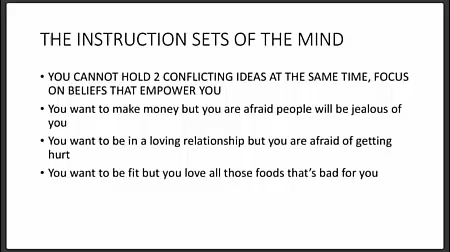 THE INSTRUCTION SETS OF THE MIND
• YOU CANNOT HOLD 2 CONFLICTING IDEAS AT THE SAME TIME, FOCUS
ON BELIEFS THAT EMPOWER YOU
• You want to make money but you are afraid people will be jealous of
you
• You want to be in a loving relationship but you are afraid of getting
hurt
• You want to be fit but you love all those foods that's bad for you